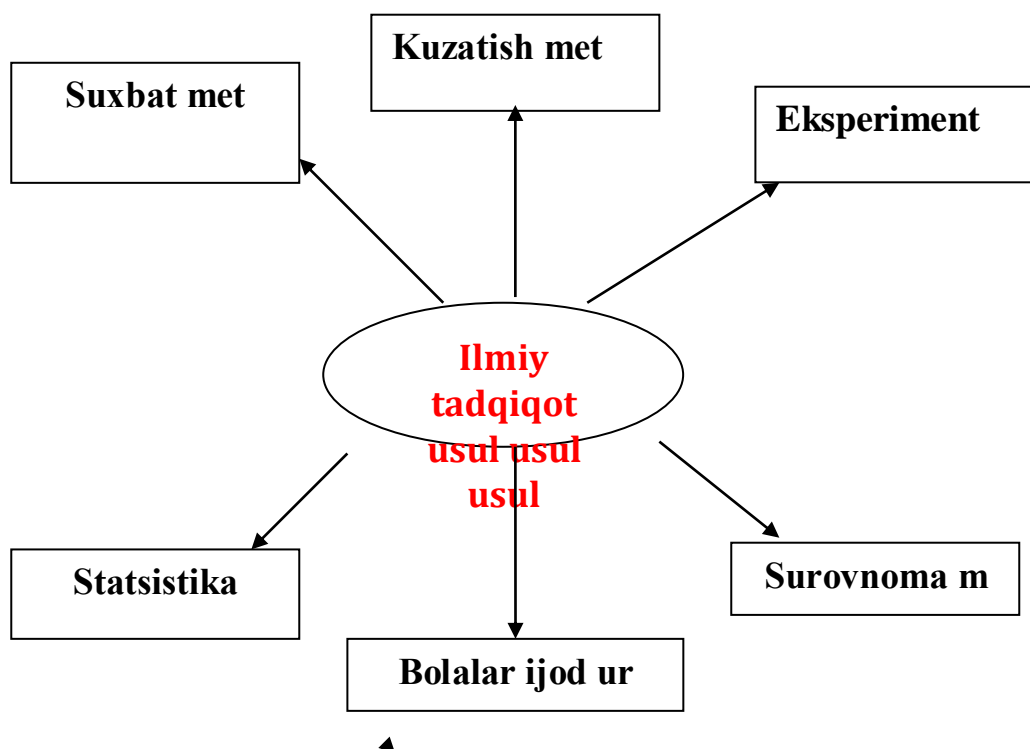 Kuzatish met
Suxbat met
Eksperiment
Ilmiy
tadqiqot
usul usul
usul
Statsistika
Surovnoma m
Bolalar ijod ur